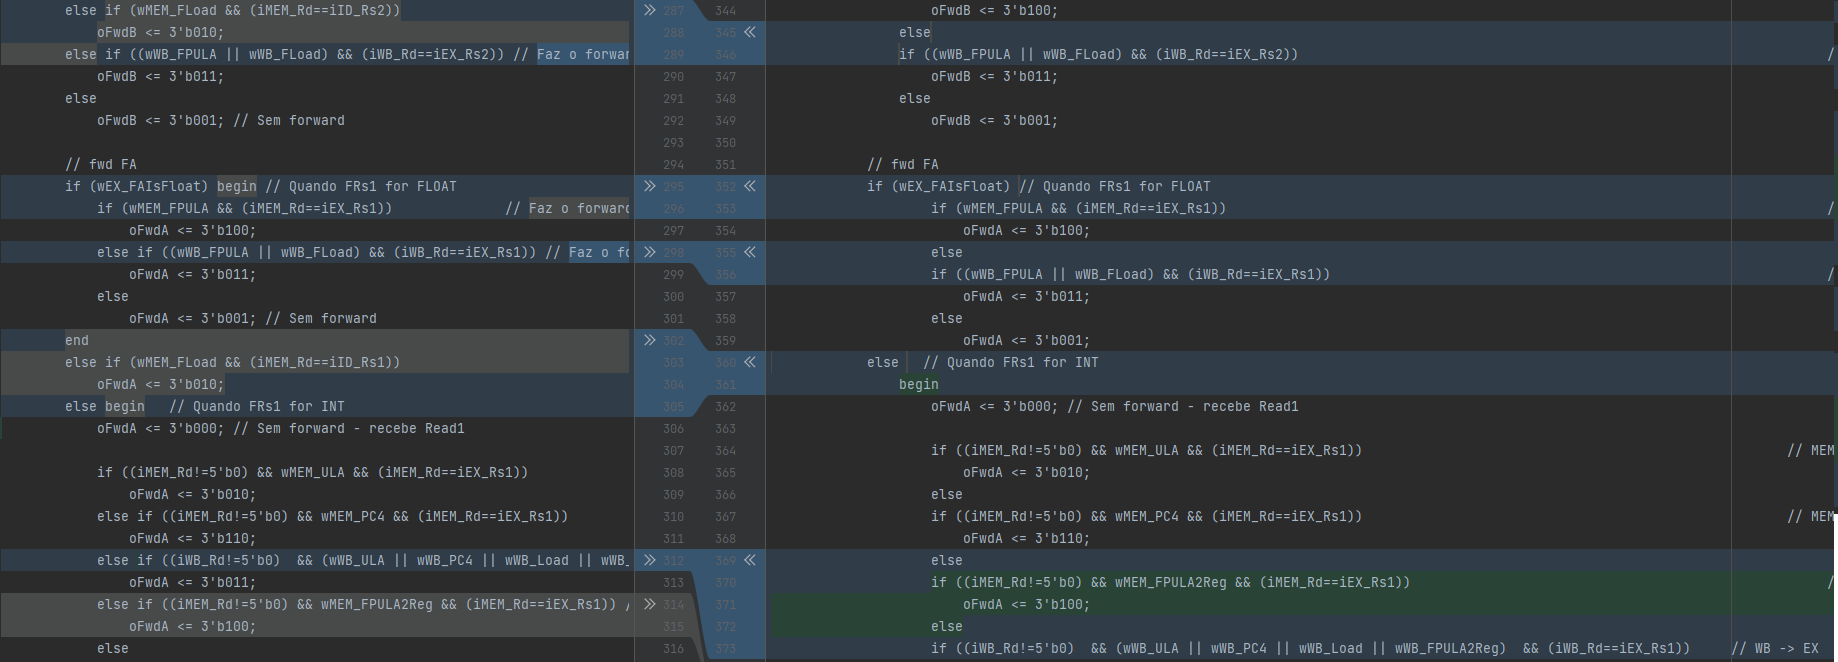 else if (wMEM_FLoad && (iMEM_Rd==iID_Rs2))
oFwdB <= 3'b010;
else if ((wWB_FPULA || wWB_FLoad) && (iWB_Rd==iEX_Rs2)) // Faz o forwar
oFwdB <= 3'b011;
else
oFwdB <= 3'b001; // Sem forward
// fwd FA
if (wEX_FAIsFloat) begin // Quando FRs1 for FLOAT
if (wMEM_FPULA && (iMEM_Rd==iEX_Rs1)) // Faz o forward
oFwdA <= 3'b100;
else if ((wWB_FPULA || wWB_FLoad) && (iWB_Rd==iEX_Rs1)) // Faz o fo
oFwdA <= 3'b011;
else
oFwdA <= 3'b001; // Sem forward
end
else if (wMEM_FLoad && (iMEM_Rd==iID_Rs1))
oFwdA <= 3'b010;
else begin // Quando FRs1 for INT
oFwdA <= 3'b000; // Sem forward - recebe Read1
if ((iMEM_Rd!=5'b0) && wMEM_ULA && (iMEM_Rd==iEX_Rs1))
oFwdA <= 3'b010;
else if ((iMEM_Rd!=5'b0) && wMEM_PC4 && (iMEM_Rd==iEX_Rs1))
oFwdA <= 3'b110;
else if ((iWB_Rd!=5'b0) && (wWB_ULA || wWB_PC4 || wWB_Load || wWB_
oFwdA <= 3'b011;
else if ((iMEM_Rd!=5'b0) && wMEM_FPULA2Reg && (iMEM_Rd==iEX_Rs1)) /
oFwdA <= 3'b100;
else
287 344
288 345
289 346
290 347
291 348
292 349
293 350
294 351
295 352
296 353
297 354
298 355
299 356
300 357
301 358
302 359
303 360
304 361
305 362
306 363
307 364
308 365
309 366
310 367
311 368
312 369
313 370
314 371
315 372
316 373
oFwdB <= 3'b100;
else
if ((wWB_FPULA || wWB_FLoad) && (iWB_Rd==iEX_Rs2)) /
oFwdB <= 3'b011;
else
oFwdB <= 3'b001;
// fwd FA
if (wEX_FAIsFloat) // Quando FRs1 for FLOAT
if (wMEM_FPULA && (iMEM_Rd==iEX_Rs1)) /
oFwdA <= 3'b100;
else
if ((wWB_FPULA || wWB_FLoad) && (iWB_Rd==iEX_Rs1)) /
oFwdA <= 3'b011;
else
oFwdA <= 3'b001;
else // Quando FRs1 for INT
begin
oFwdA <= 3'b000; // Sem forward - recebe Read1
if ((iMEM_Rd!=5'b0) && wMEM_ULA && (iMEM_Rd==iEX_Rs1)) // MEM
oFwdA <= 3'b010;
else
if ((iMEM_Rd!=5'b0) && wMEM_PC4 && (iMEM_Rd==iEX_Rs1)) // MEM
oFwdA <= 3'b110;
else
if ((iMEM_Rd!=5'b0) && wMEM_FPULA2Reg && (iMEM_Rd==iEX_Rs1)) /
oFwdA <= 3'b100;
else
if ((iWB_Rd!=5'b0) && (wWB_ULA || wWB_PC4 || wWB_Load || wWB_FPULA2Reg) && (iWB_Rd==iEX_Rs1)) // WB -> EX